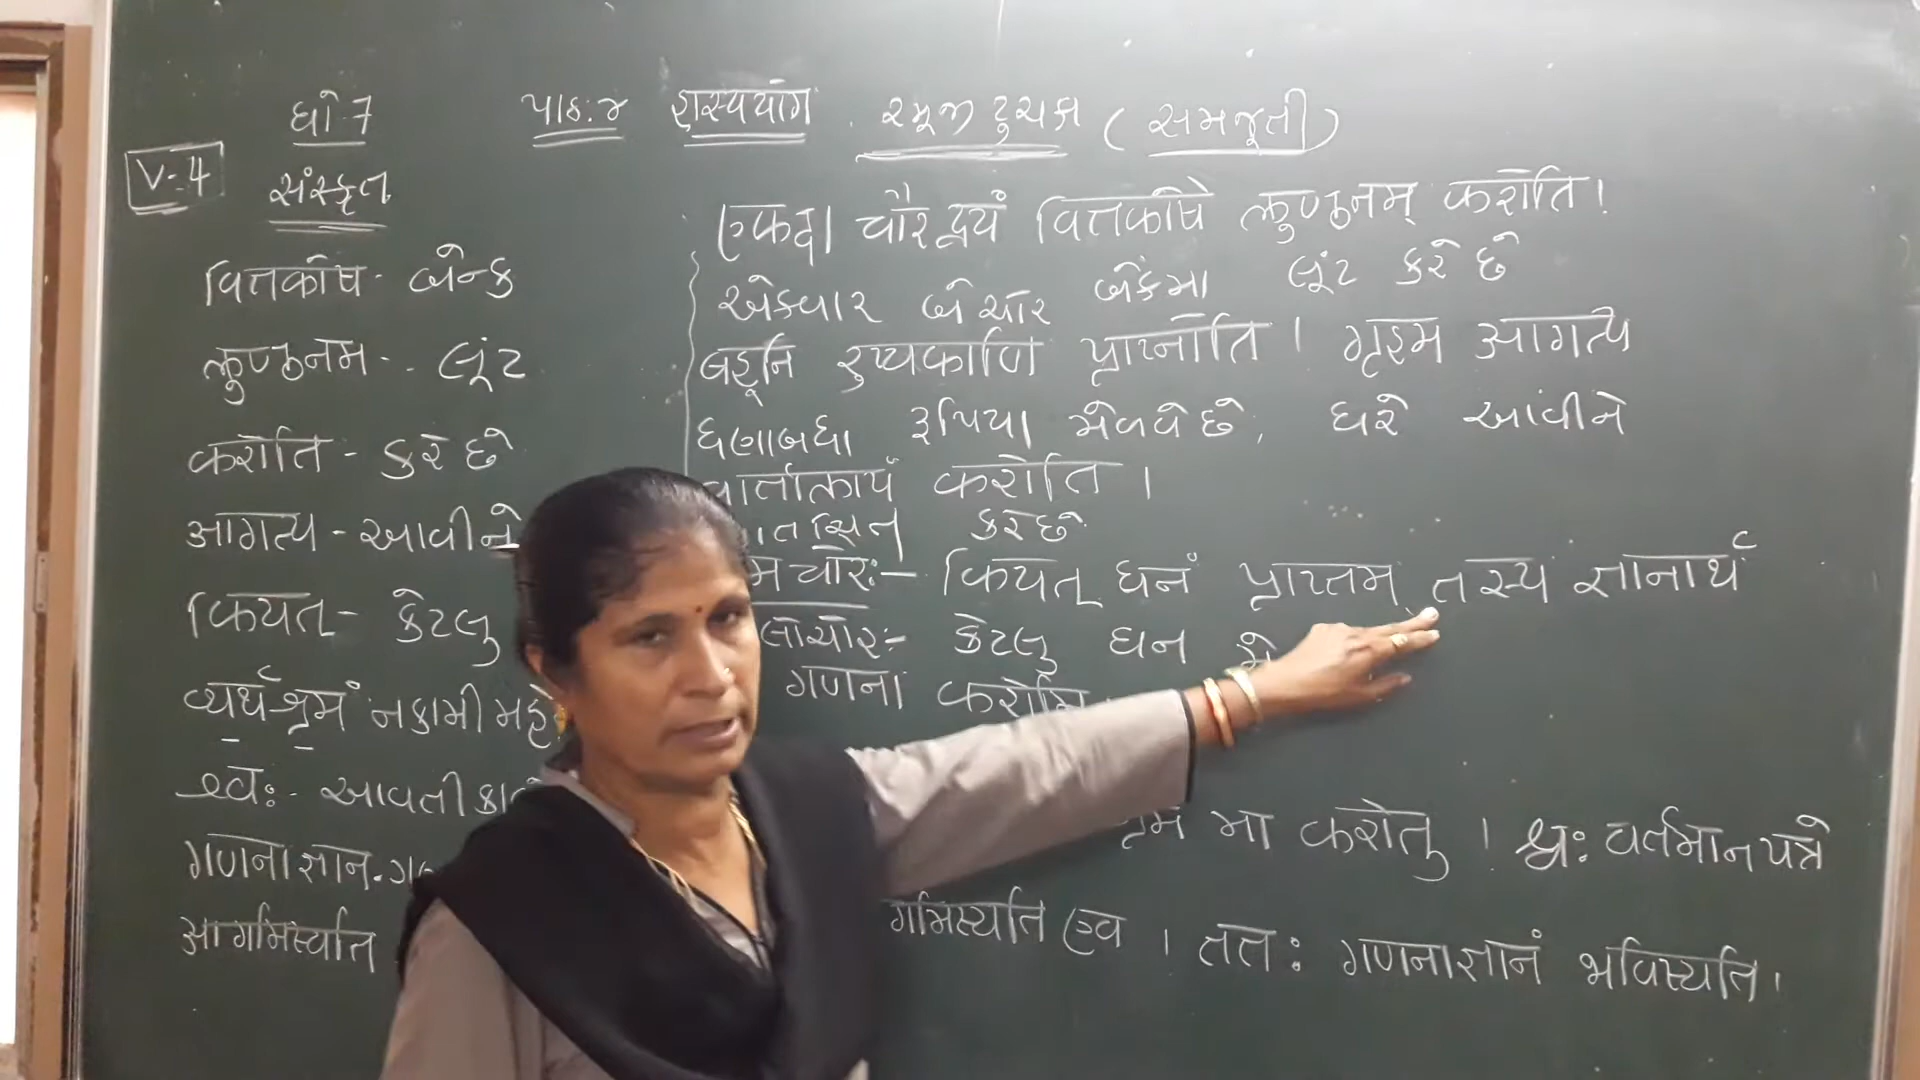 ધો-7 પાઠ:૪ हास्ययोग રમૂજ ટુચકા (સમજૂતી)
V-4 સંસ્કૃત
वित्तकोष - બેન્ક
लुण्ठनम - લૂંટ
करोति - કરે છે
आगत्य - આવીને
कियत् - કેટલુ
व्यर्थश्रमं નકામી
श्वः - આવતી
गणनाज्ञान -
आगमिस्यति
एकदा चौरद्वयं वित्तकोषे लुण्ठनम् करोति।
એકવાર બે ચોર બેંકમા લૂંટ કરે છે
बहूनि रुप्यकाणि प्राप्नोति। गृहम आगत्य
ઘણાબધા રૂપિયા મેળવે છે, ઘરે આવીને
वार्तालापं करोति।
કરે છે
चोरः- कियत् धनं प्राप्तम् तस्य ज्ञानार्थं
ચોરઃ- કેટલુ ધન
गणना करोमि
मा करोतु। श्वः वर्तमानपत्रे
गमिस्यति एव। ततः गणनाज्ञानं भविस्यति।